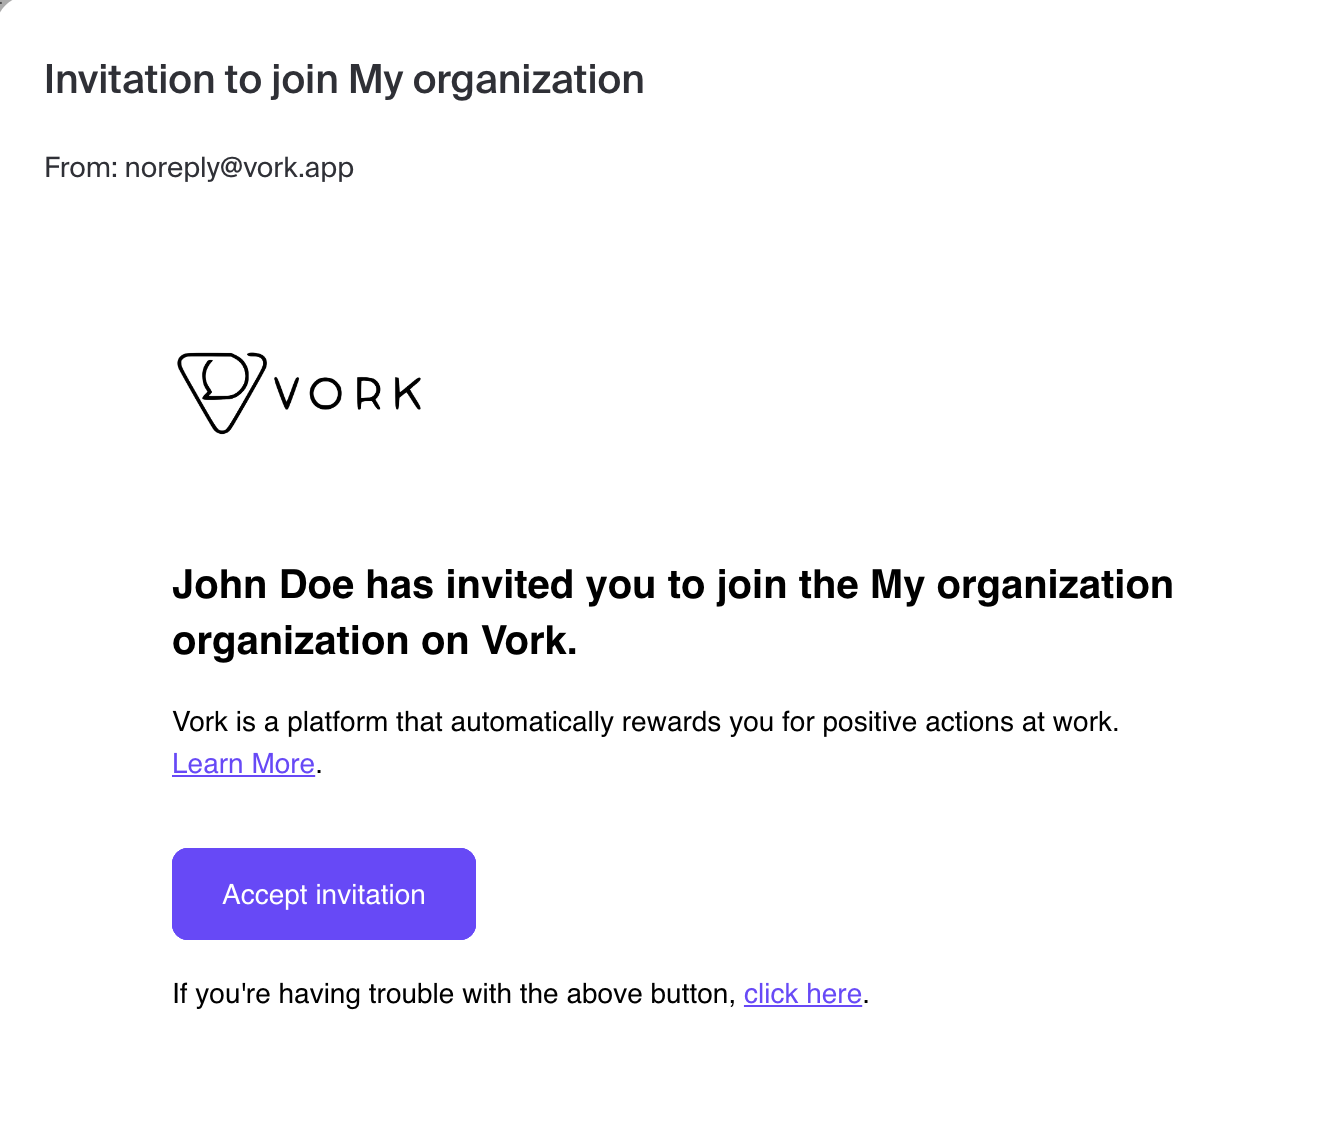 Invitation to join My organization
From: noreply@vork.app
VORK
John Doe has invited you to join the My organization
organization on Vork.
Vork is a platform that automatically rewards you for positive actions at work.
Learn More.
Accept invitation
If you're having trouble with the above button, click here.